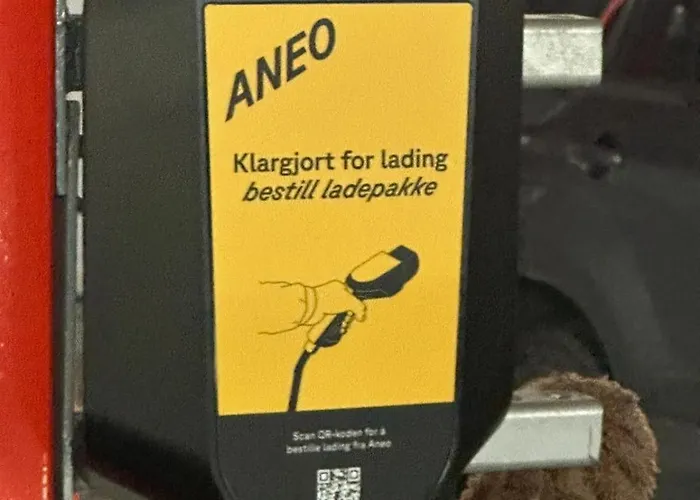 ANEO
Klargjort for lading
bestill ladepakke
Scan QR-koden for å
bestille lading fra Aneo